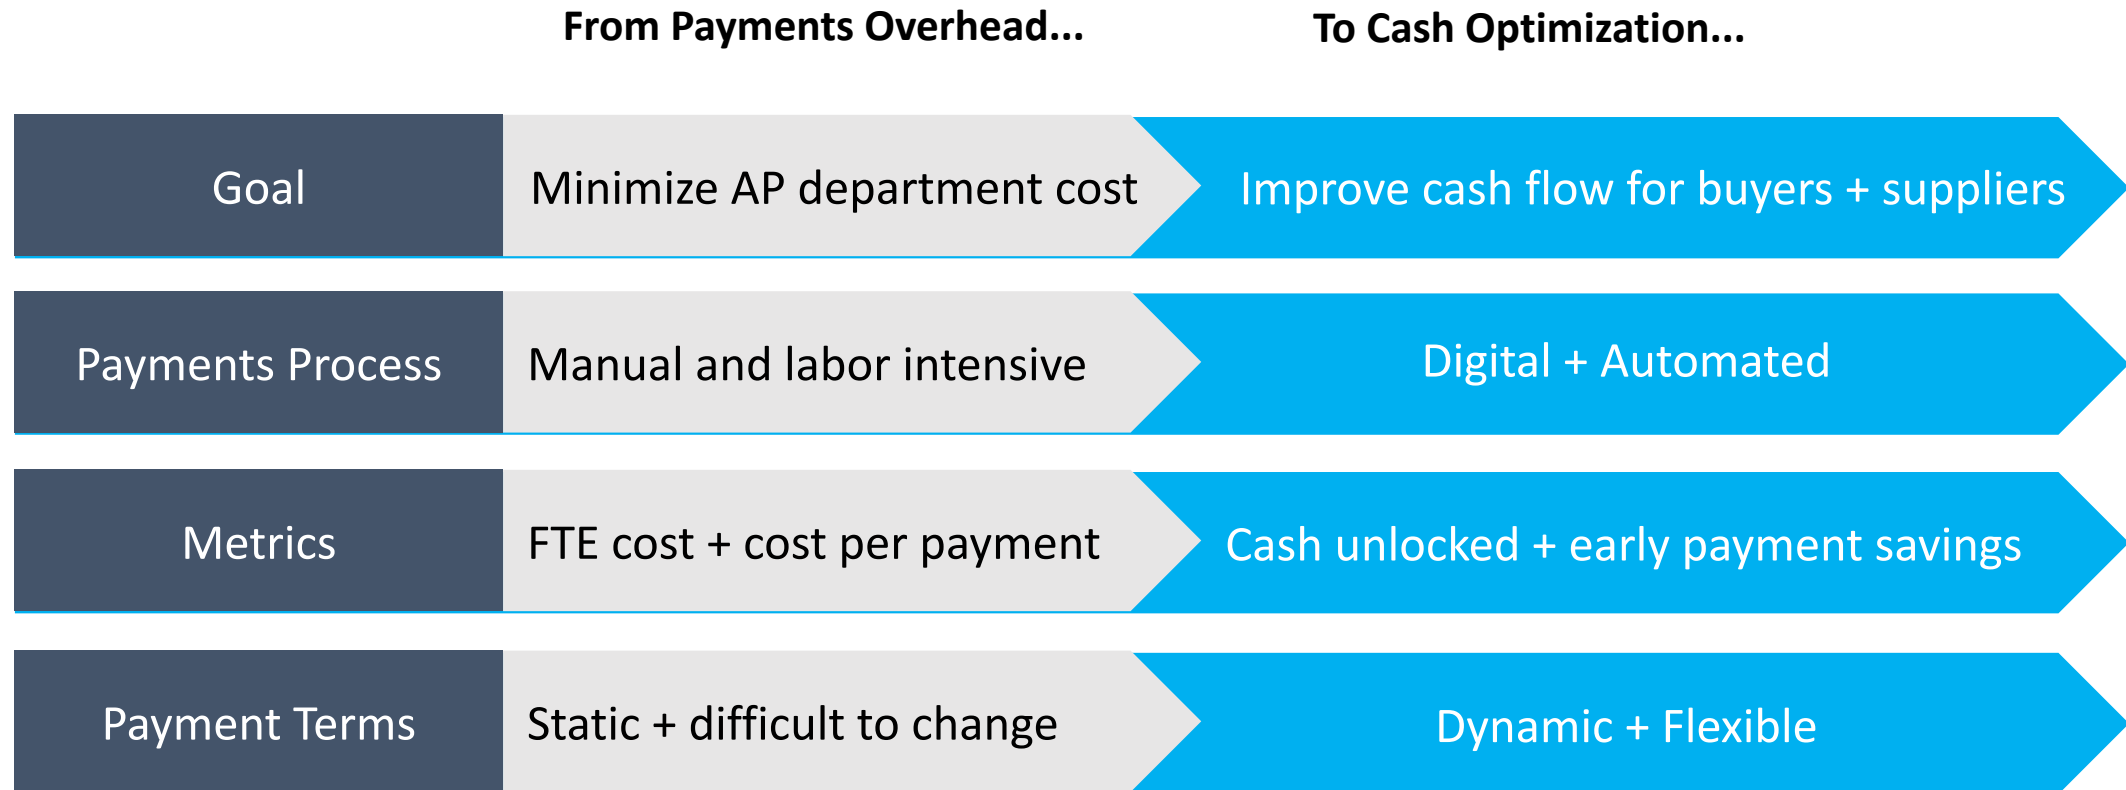 From Payments Overhead...
To Cash Optimization...
Goal
Minimize AP department cost
Improve cash flow for buyers + suppliers
Payments Process
Manual and labor intensive
Digital + Automated
Metrics
FTE cost + cost per payment
Cash unlocked + early payment savings
Payment Terms
Static + difficult to change
Dynamic + Flexible